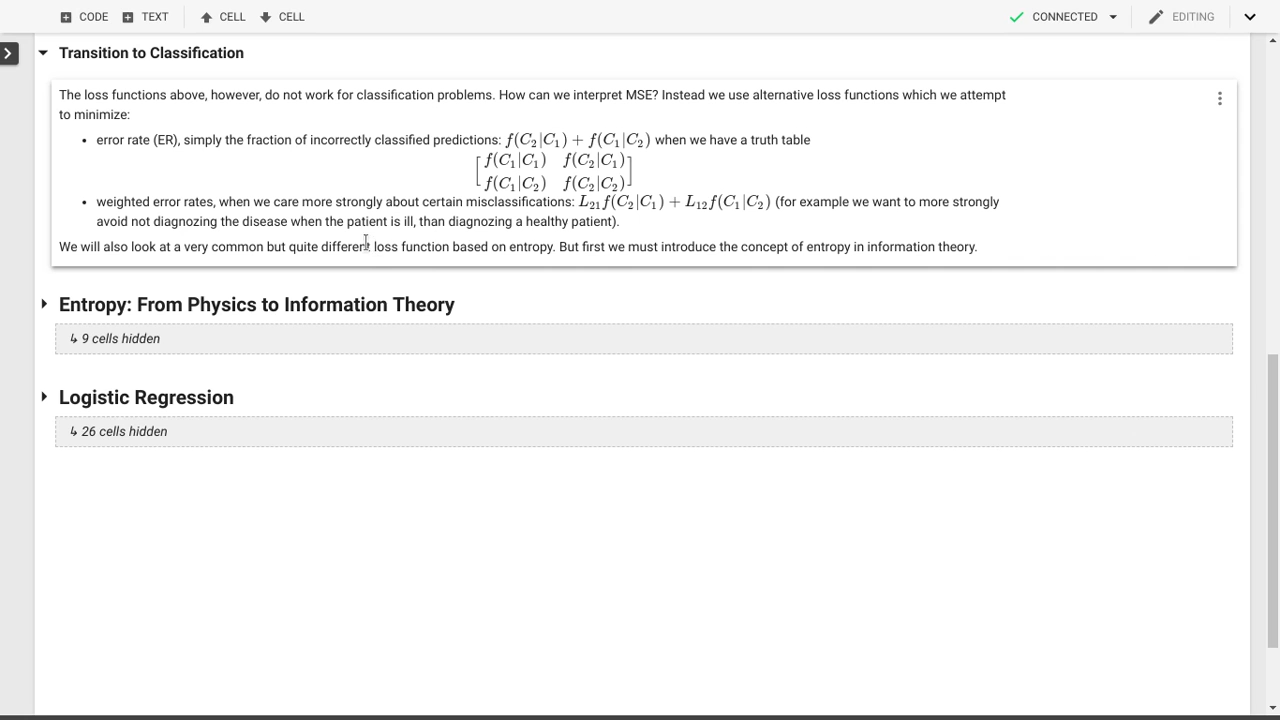 CODE TEXT CELL CELL CONNECTED EDITING
Transition to Classification
The loss functions above, however, do not work for classification problems. How can we interpret MSE? Instead we use alternative loss functions which we attempt
to minimize:
• error rate (ER), simply the fraction of incorrectly classified predictions: f(C₂|C₁) + f(C₁|C₂) when we have a truth table
[ f(C₁|C₁) f(C₂|C₁) ]
[ f(C₁|C₂) f(C₂|C₂) ]
• weighted error rates, when we care more strongly about certain misclassifications: L₂₁f(C₂|C₁) + L₁₂f(C₁|C₂) (for example we want to more strongly
avoid not diagnozing the disease when the patient is ill, than diagnozing a healthy patient).
We will also look at a very common but quite different loss function based on entropy. But first we must introduce the concept of entropy in information theory.
Entropy: From Physics to Information Theory
↳ 9 cells hidden
Logistic Regression
↳ 26 cells hidden